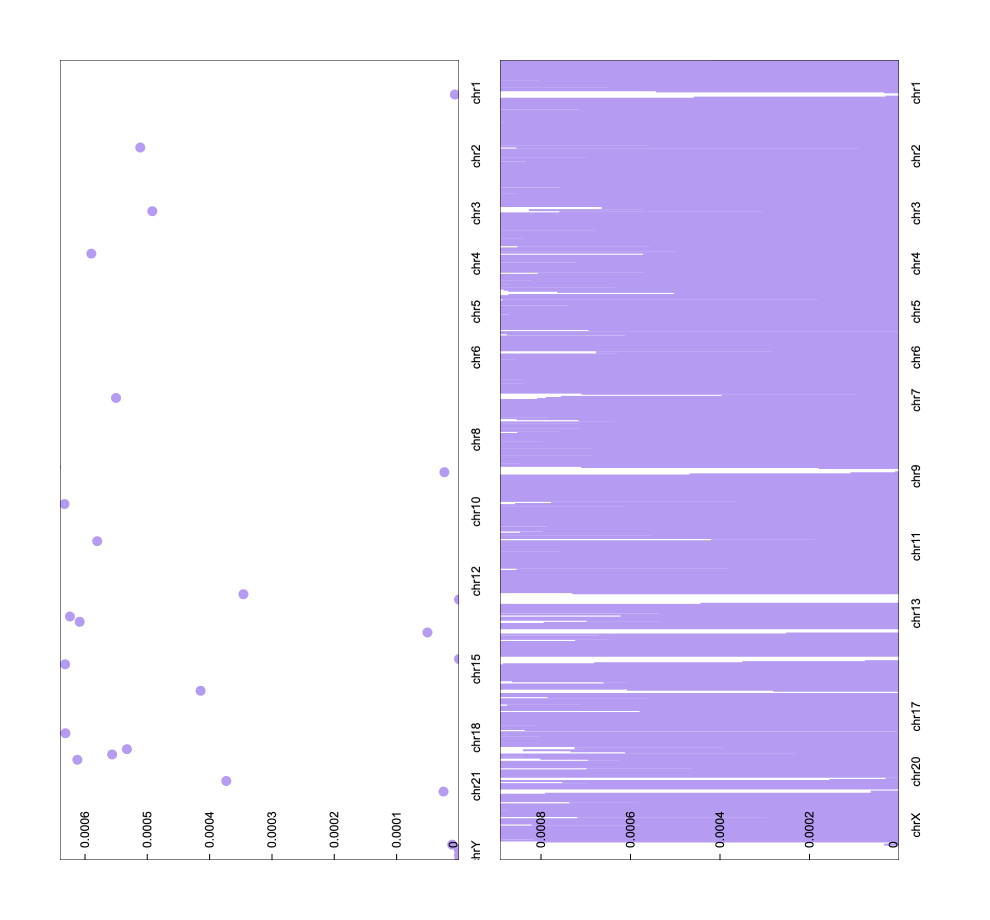 chr1
chr2
chr3
chr4
chr5
chr6
chr8
chr10
chr12
chr15
chr18
chr21
hrY
0.0006
0.0005
0.0004
0.0003
0.0002
0.0001
0
chr1
chr2
chr3
chr4
chr5
chr6
chr7
chr9
chr11
chr13
chr17
chr20
chrX
0.0008
0.0006
0.0004
0.0002
0